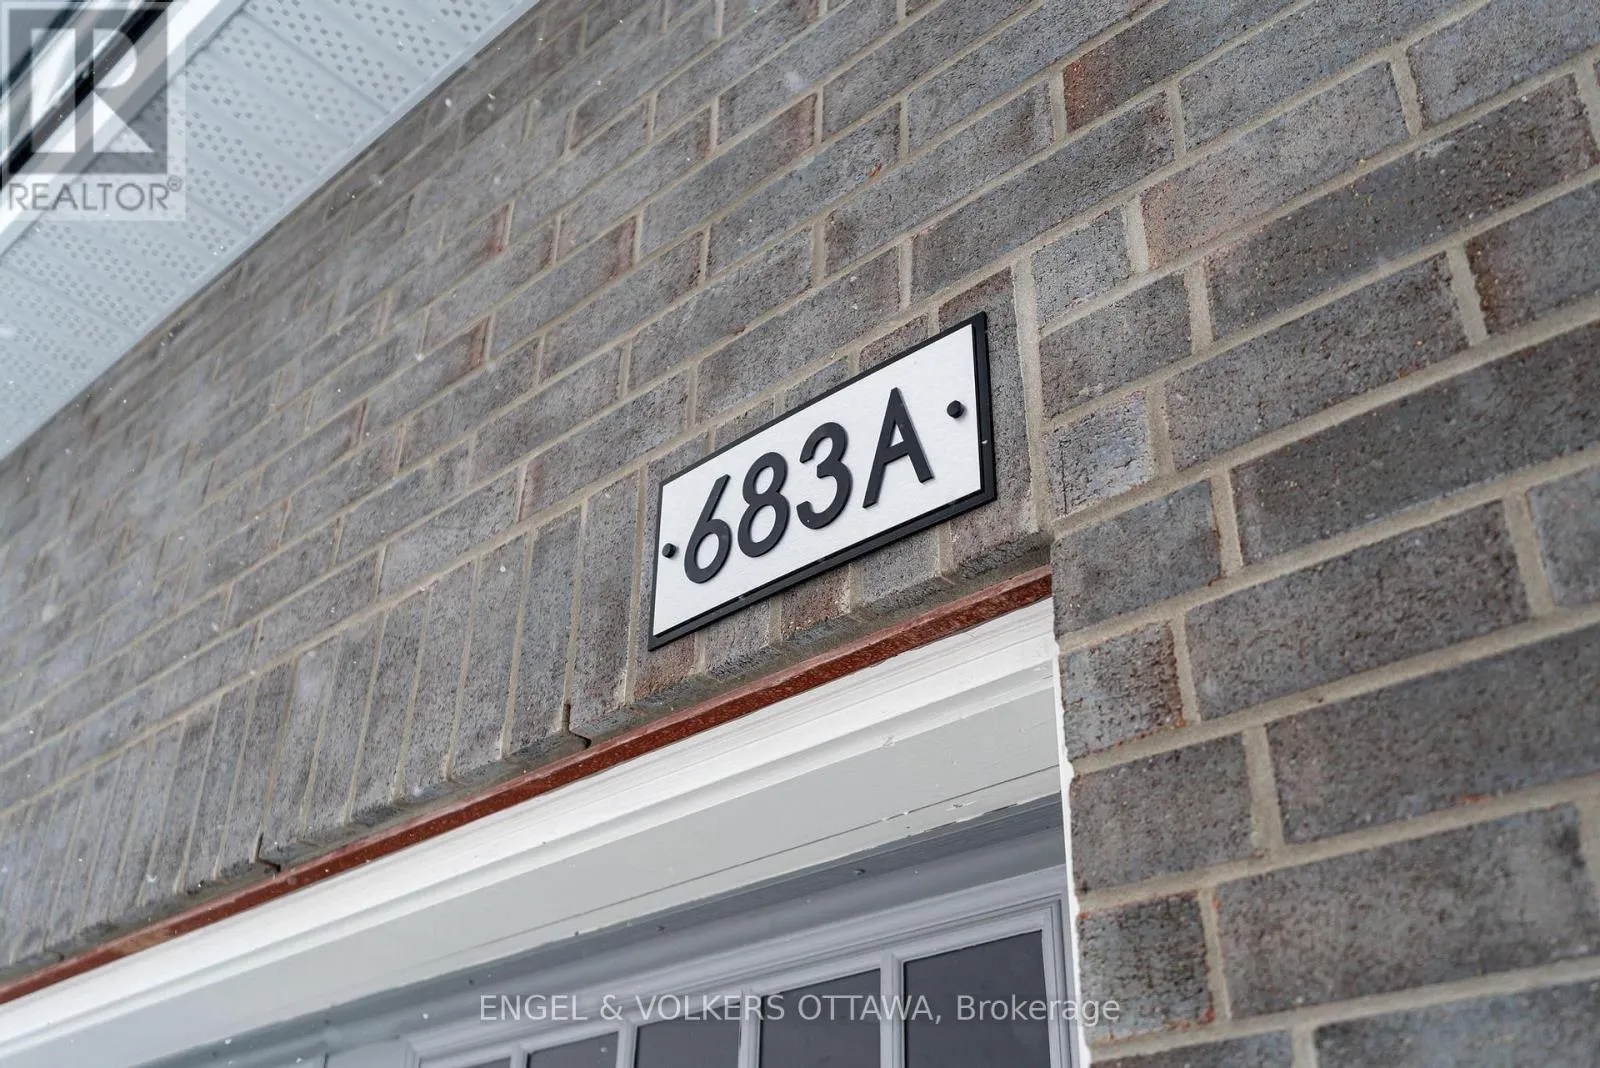 R
REALTOR®
683A
ENGEL & VOLKERS OTTAWA, Brokerage